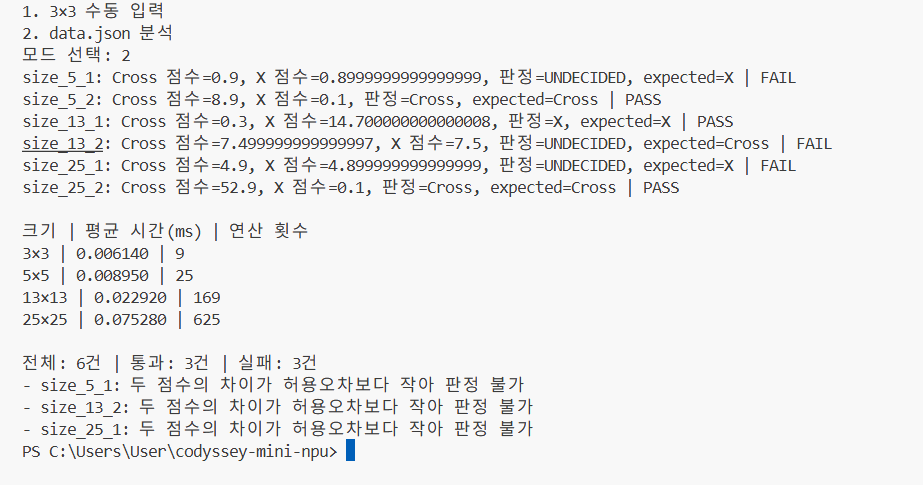 1. 3×3 수동 입력
2. data.json 분석
모드 선택: 2
size_5_1: Cross 점수=0.9, X 점수=0.8999999999999999, 판정=UNDECIDED, expected=X | FAIL
size_5_2: Cross 점수=8.9, X 점수=0.1, 판정=Cross, expected=Cross | PASS
size_13_1: Cross 점수=0.3, X 점수=14.700000000000008, 판정=X, expected=X | PASS
size_13_2: Cross 점수=7.499999999999997, X 점수=7.5, 판정=UNDECIDED, expected=Cross | FAIL
size_25_1: Cross 점수=4.9, X 점수=4.899999999999999, 판정=UNDECIDED, expected=X | FAIL
size_25_2: Cross 점수=52.9, X 점수=0.1, 판정=Cross, expected=Cross | PASS
크기 | 평균 시간(ms) | 연산 횟수
3×3 | 0.006140 | 9
5×5 | 0.008950 | 25
13×13 | 0.022920 | 169
25×25 | 0.075280 | 625
전체: 6건 | 통과: 3건 | 실패: 3건
- size_5_1: 두 점수의 차이가 허용오차보다 작아 판정 불가
- size_13_2: 두 점수의 차이가 허용오차보다 작아 판정 불가
- size_25_1: 두 점수의 차이가 허용오차보다 작아 판정 불가
PS C:\Users\User\codyssey-mini-npu>